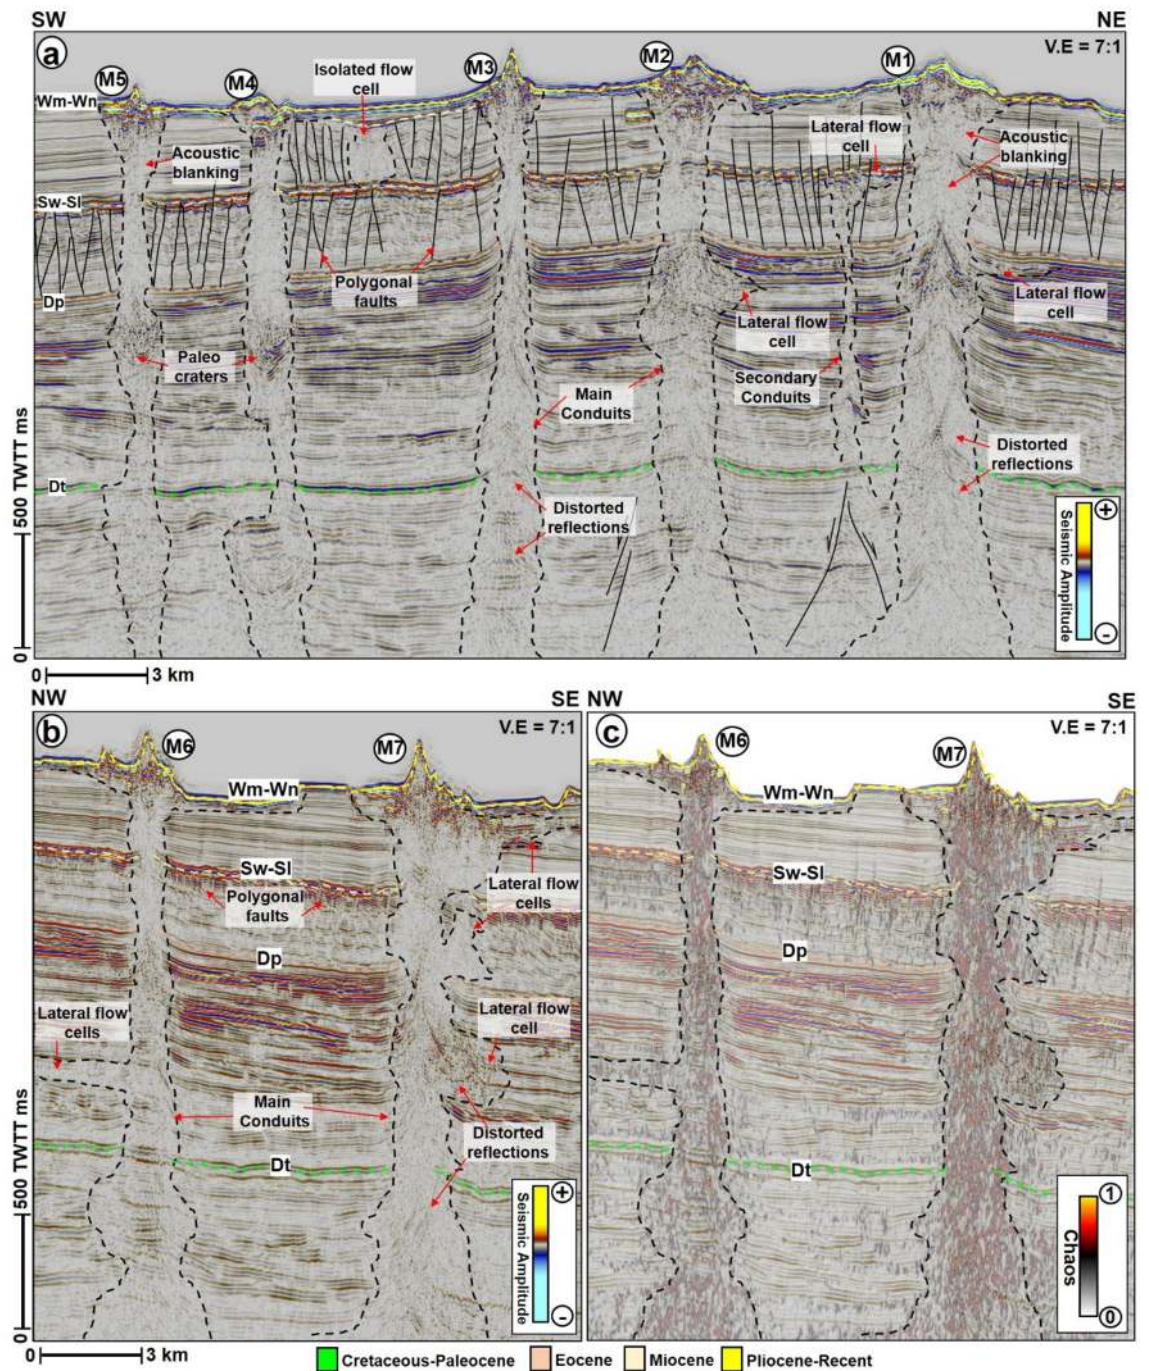 SW
NE
a
V.E = 7:1
M5
M4
Isolated flow
cell
M3
M2
M1
Wm-Wn
Lateral flow
cell
Acoustic
blanking
Acoustic
blanking
Sw-Sl
Polygonal
faults
Dp
Lateral flow
cell
Lateral flow
cell
Paleo
craters
Main
Conduits
Secondary
Conduits
Distorted
reflections
Dt
Distorted
reflections
500 TWTT ms
0
Seismic Amplitude
+
-
0
3 km
NW
SE
b
V.E = 7:1
M6
M7
Wm-Wn
Sw-Sl
Polygonal
faults
Lateral flow
cells
Dp
Lateral flow
cells
Lateral flow
cell
Main
Conduits
Distorted
reflections
Dt
500 TWTT ms
0
Seismic Amplitude
+
-
0
3 km
NW
SE
c
V.E = 7:1
M6
M7
Wm-Wn
Sw-Sl
Dp
Dt
Chaos
1
0
Cretaceous-Paleocene
Eocene
Miocene
Pliocene-Recent